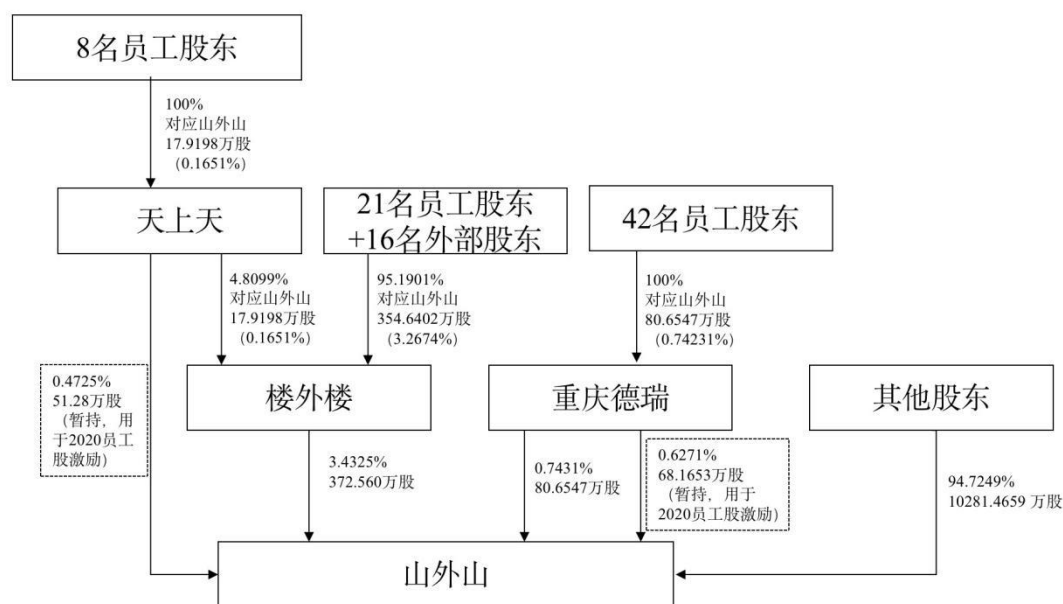 8名员工股东
100%
对应山外山
17.9198万股
（0.1651%）
天上天
21名员工股东
+16名外部股东
42名员工股东
4.8099%
对应山外山
17.9198万股
（0.1651%）
95.1901%
对应山外山
354.6402万股
（3.2674%）
100%
对应山外山
80.6547万股
（0.74231%）
0.4725%
51.28万股
（暂持，用
于2020员工
股激励）
楼外楼
重庆德瑞
其他股东
3.4325%
372.560万股
0.7431%
80.6547万股
0.6271%
68.1653万股
（暂持，用于
2020员工股激励）
94.7249%
10281.4659 万股
山外山